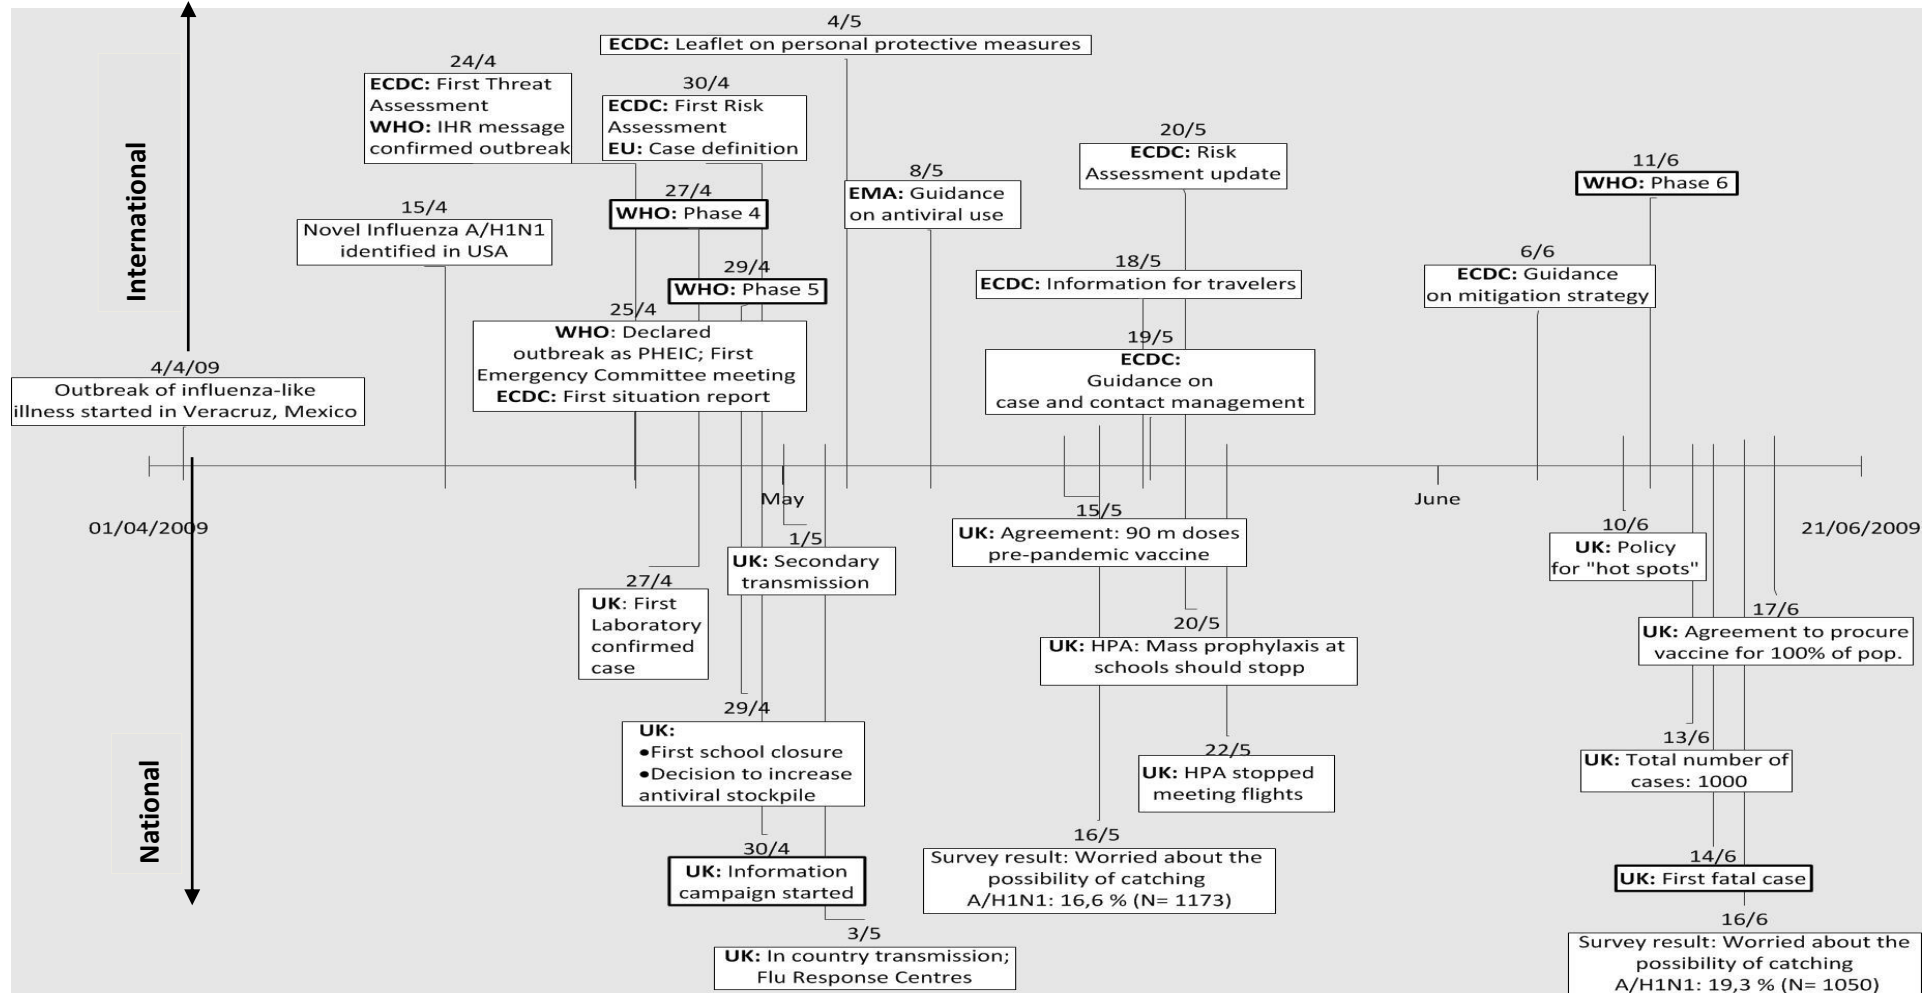 International
4/5
ECDC: Leaflet on personal protective measures
24/4
ECDC: First Threat
Assessment
WHO: IHR message
confirmed outbreak
30/4
ECDC: First Risk
Assessment
EU: Case definition
20/5
ECDC: Risk
Assessment update
11/6
WHO: Phase 6
8/5
EMA: Guidance
on antiviral use
27/4
WHO: Phase 4
15/4
Novel Influenza A/H1N1
identified in USA
29/4
WHO: Phase 5
18/5
ECDC: Information for travelers
6/6
ECDC: Guidance
on mitigation strategy
25/4
WHO: Declared
outbreak as PHEIC; First
Emergency Committee meeting
ECDC: First situation report
19/5
ECDC:
Guidance on
case and contact management
4/4/09
Outbreak of influenza-like
illness started in Veracruz, Mexico
01/04/2009
May
June
21/06/2009
National
15/5
UK: Agreement: 90 m doses
pre-pandemic vaccine
10/6
UK: Policy
for "hot spots"
1/5
UK: Secondary
transmission
27/4
UK: First
Laboratory
confirmed
case
17/6
UK: Agreement to procure
vaccine for 100% of pop.
20/5
UK: HPA: Mass prophylaxis at
schools should stopp
29/4
UK:
●First school closure
●Decision to increase
antiviral stockpile
22/5
UK: HPA stopped
meeting flights
13/6
UK: Total number of
cases: 1000
30/4
UK: Information
campaign started
16/5
Survey result: Worried about the
possibility of catching
A/H1N1: 16,6 % (N= 1173)
14/6
UK: First fatal case
3/5
UK: In country transmission;
Flu Response Centres
16/6
Survey result: Worried about the
possibility of catching
A/H1N1: 19,3 % (N= 1050)